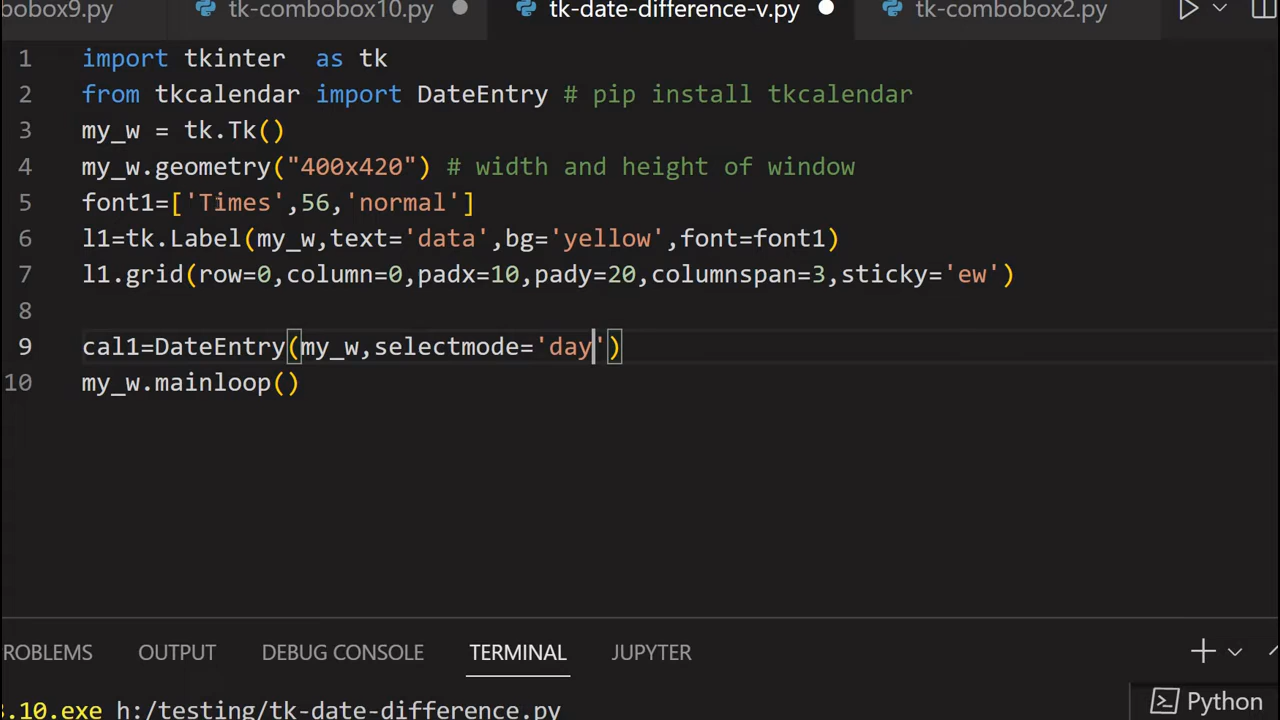 obox9.py tk-combobox10.py tk-date-difference-v.py tk-combobox2.py
1 import tkinter  as tk
2 from tkcalendar import DateEntry # pip install tkcalendar
3 my_w = tk.Tk()
4 my_w.geometry("400x420") # width and height of window
5 font1=['Times',56,'normal']
6 l1=tk.Label(my_w,text='data',bg='yellow',font=font1)
7 l1.grid(row=0,column=0,padx=10,pady=20,columnspan=3,sticky='ew')
8
9 cal1=DateEntry(my_w,selectmode='day')
10 my_w.mainloop()
ROBLEMS OUTPUT DEBUG CONSOLE TERMINAL JUPYTER
3.10.exe h:/testing/tk-date-difference.py
Python